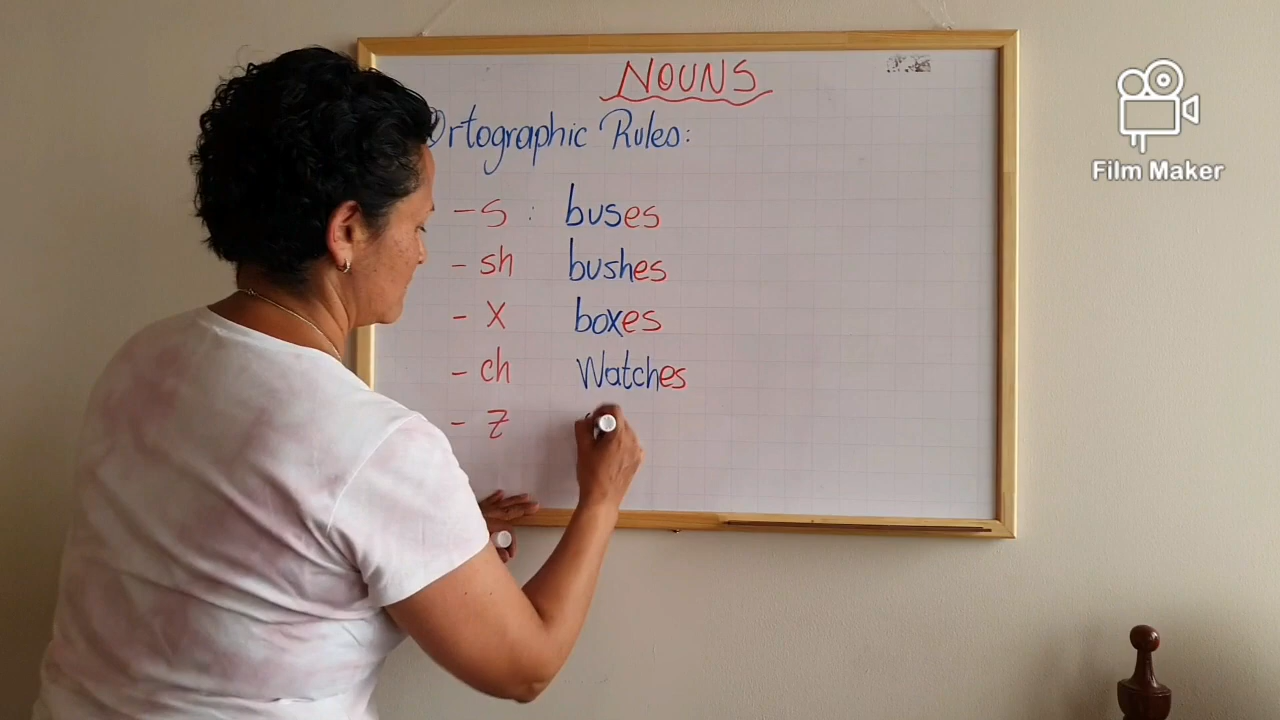 NOUNS
Ortographic Rules:
- s : buses
- sh bushes
- x boxes
- ch Watches
- z
Film Maker